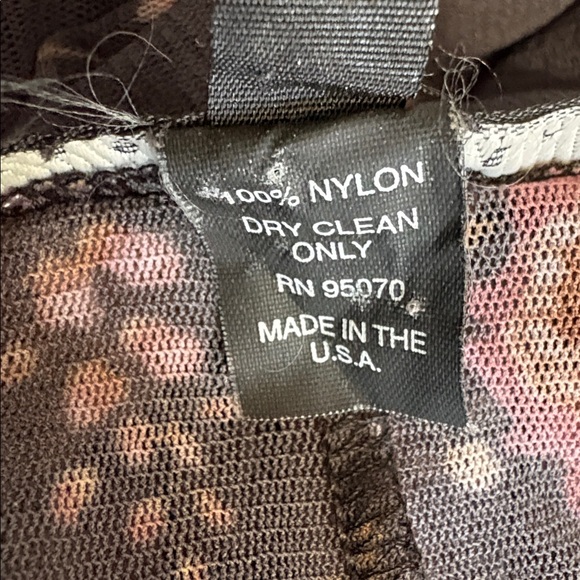 100% NYLON
DRY CLEAN
ONLY
RN 95070
MADE IN THE
U.S.A.